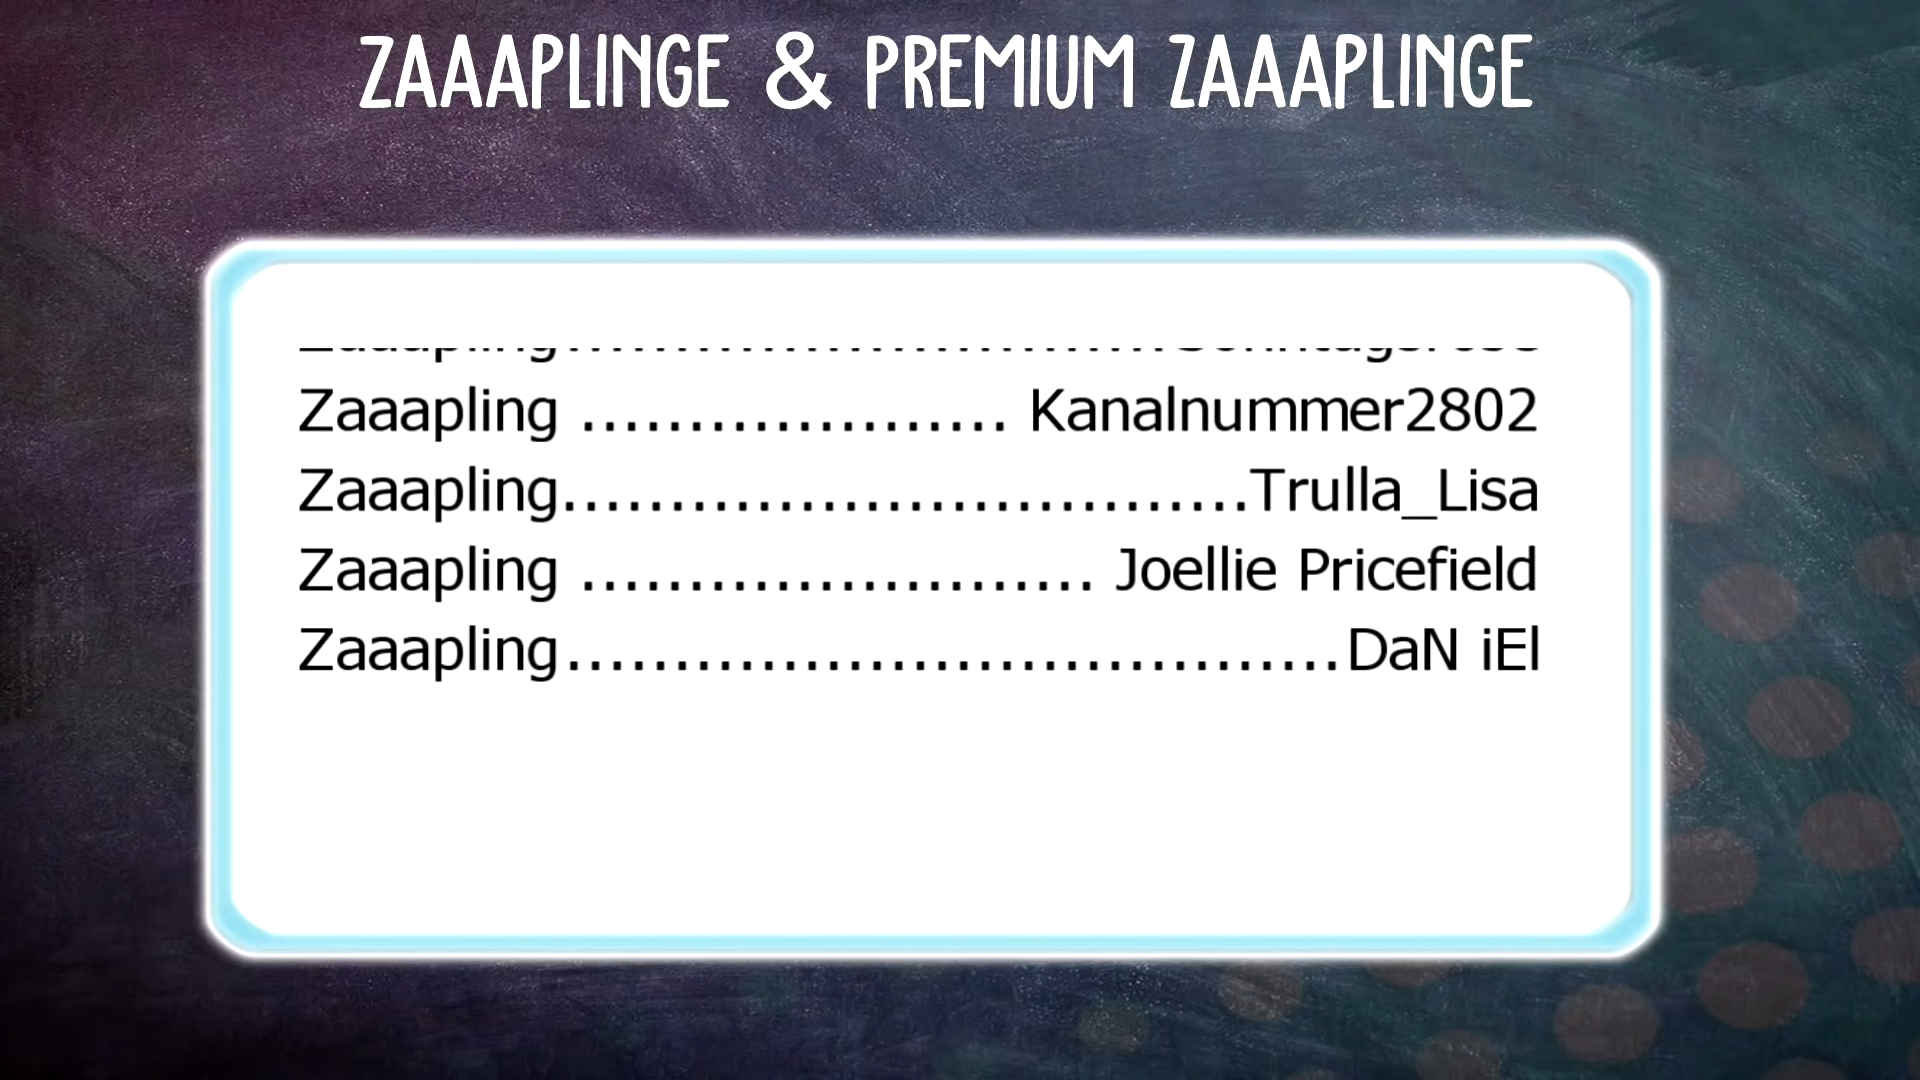 ZAAAPLINGE & PREMIUM ZAAAPLINGE
Zaaapling .................... Kanalnummer2802
Zaaapling................................Trulla_Lisa
Zaaapling ........................ Joellie Pricefield
Zaaapling....................................DaN iEl